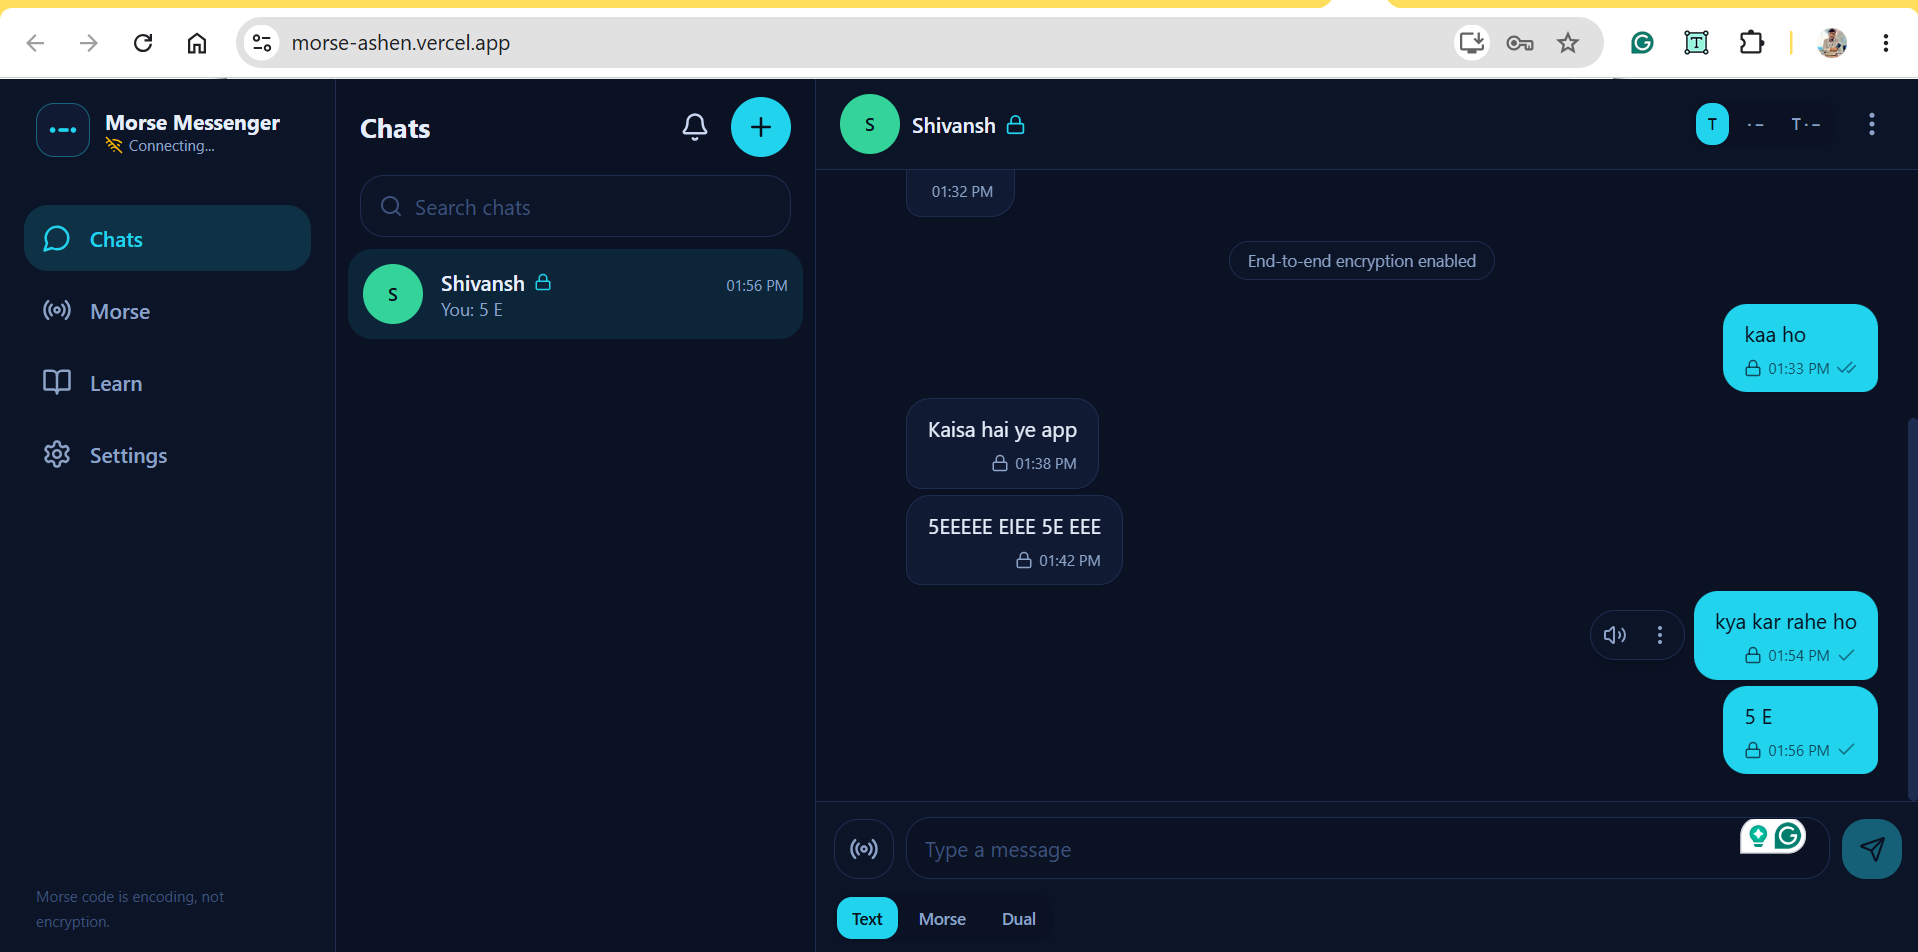 morse-ashen.vercel.app
Morse Messenger
Connecting...
Chats
Morse
Learn
Settings
Morse code is encoding, not
encryption.
Chats
Search chats
S
Shivansh
01:56 PM
You: 5 E
S
Shivansh
T
·−
T·−
01:32 PM
End-to-end encryption enabled
kaa ho
01:33 PM
Kaisa hai ye app
01:38 PM
5EEEEE EIEE 5E EEE
01:42 PM
kya kar rahe ho
01:54 PM
5 E
01:56 PM
Type a message
Text
Morse
Dual